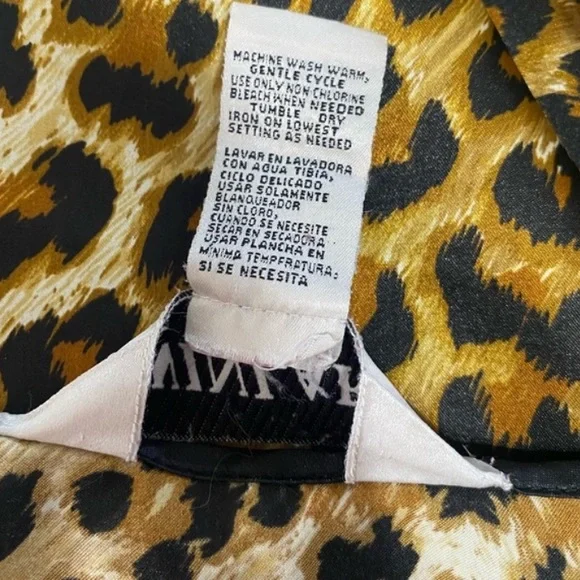 MACHINE WASH WARM,
GENTLE CYCLE
USE ONLY NON-CHLORINE
BLEACH WHEN NEEDED
TUMBLE DRY
IRON ON LOWEST
SETTING AS NEEDED
LAVAR EN LAVADORA
CON AGUA TIBIA,
CICLO DELICADO
USAR SOLAMENTE
BLANQUEADOR
SIN CLORO,
CUANDO SE NECESITE
SECAR EN SECADORA
USAR PLANCHA EN
MINIMA TEMPFRATURA,
SI SE NECESITA